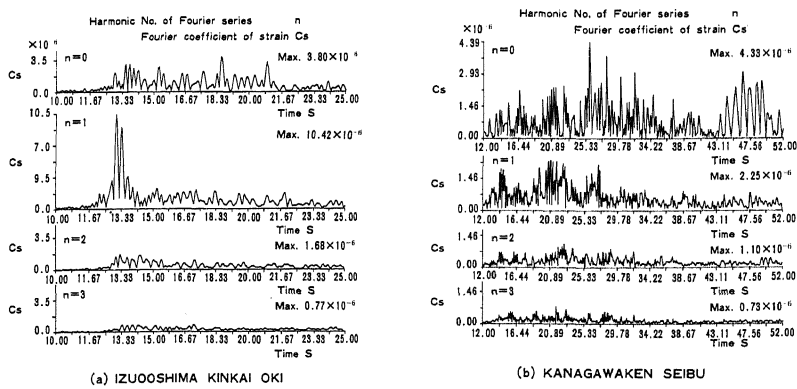 Harmonic No. of Fourier series n
Fourier coefficient of strain Cs
×10⁻⁶
Cs
3.5
0.0
n=0
Max. 3.80×10⁻⁶
10.00 11.67 13.33 15.00 16.67 18.33 20.00 21.67 23.33 25.00
Time S
Cs
10.5
7.0
9.5
0.0
n=1
Max. 10.42×10⁻⁶
10.00 11.67 13.33 15.00 16.67 18.33 20.00 21.67 23.33 25.00
Time S
Cs
3.5
0.0
n=2
Max. 1.68×10⁻⁶
10.00 11.67 13.33 15.00 16.67 18.33 20.00 21.67 23.33 25.00
Time S
Cs
3.5
0.0
n=3
Max. 0.77×10⁻⁶
10.00 11.67 13.33 15.00 16.67 18.33 20.00 21.67 23.33 25.00
Time S
(a) IZUOOSHIMA KINKAI OKI
Harmonic No. of Fourier series n
Fourier coefficient of strain Cs
×10⁻⁶
Cs
4.39
2.93
1.46
0.00
n=0
Max. 4.33×10⁻⁶
12.00 16.44 20.89 25.33 29.78 34.22 38.67 43.11 47.56 52.00
Time S
Cs
1.46
0.00
n=1
Max. 2.25×10⁻⁶
12.00 16.44 20.89 25.33 29.78 34.22 38.67 43.11 47.56 52.00
Time S
Cs
1.46
0.00
n=2
Max. 1.10×10⁻⁶
12.00 16.44 20.89 25.33 29.78 34.22 38.67 43.11 47.56 52.00
Time S
Cs
1.46
0.00
n=3
Max. 0.73×10⁻⁶
12.00 16.44 20.89 25.33 29.78 34.22 38.67 43.11 47.56 52.00
Time S
(b) KANAGAWAKEN SEIBU